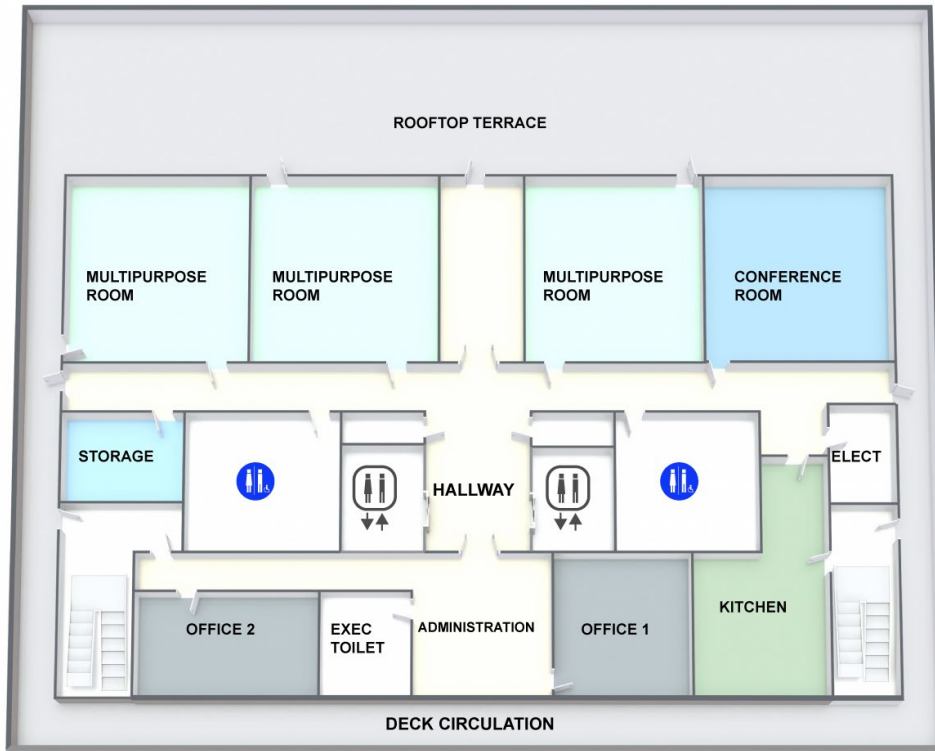 ROOFTOP TERRACE
MULTIPURPOSE
ROOM
MULTIPURPOSE
ROOM
MULTIPURPOSE
ROOM
CONFERENCE
ROOM
STORAGE
HALLWAY
ELECT
OFFICE 2
EXEC
TOILET
ADMINISTRATION
OFFICE 1
KITCHEN
DECK CIRCULATION